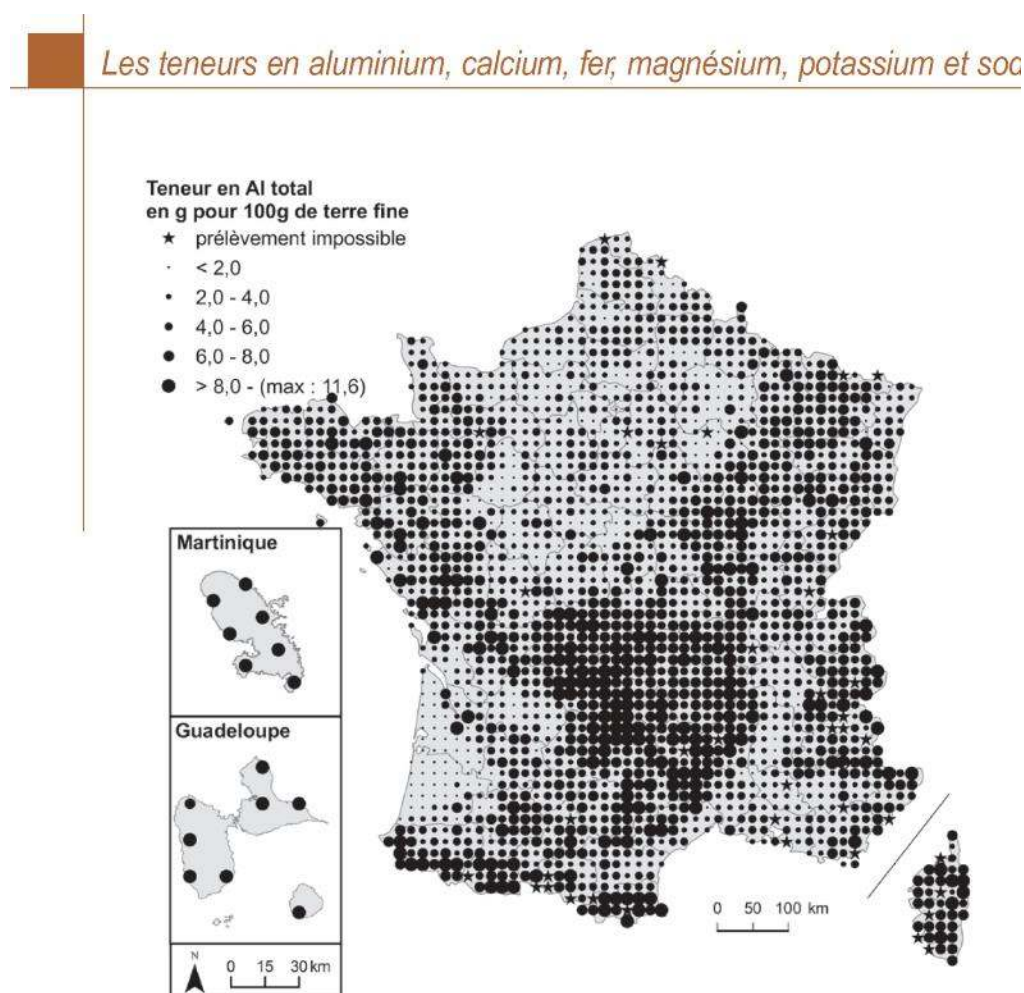 Les teneurs en aluminium, calcium, fer, magnésium, potassium et
Teneur en Al total
en g pour 100g de terre fine
★ prélèvement impossible
< 2,0
2,0 - 4,0
4,0 - 6,0
6,0 - 8,0
> 8,0 - (max : 11,6)
Martinique
Guadeloupe
N
0 15 30 km
0 50 100 km